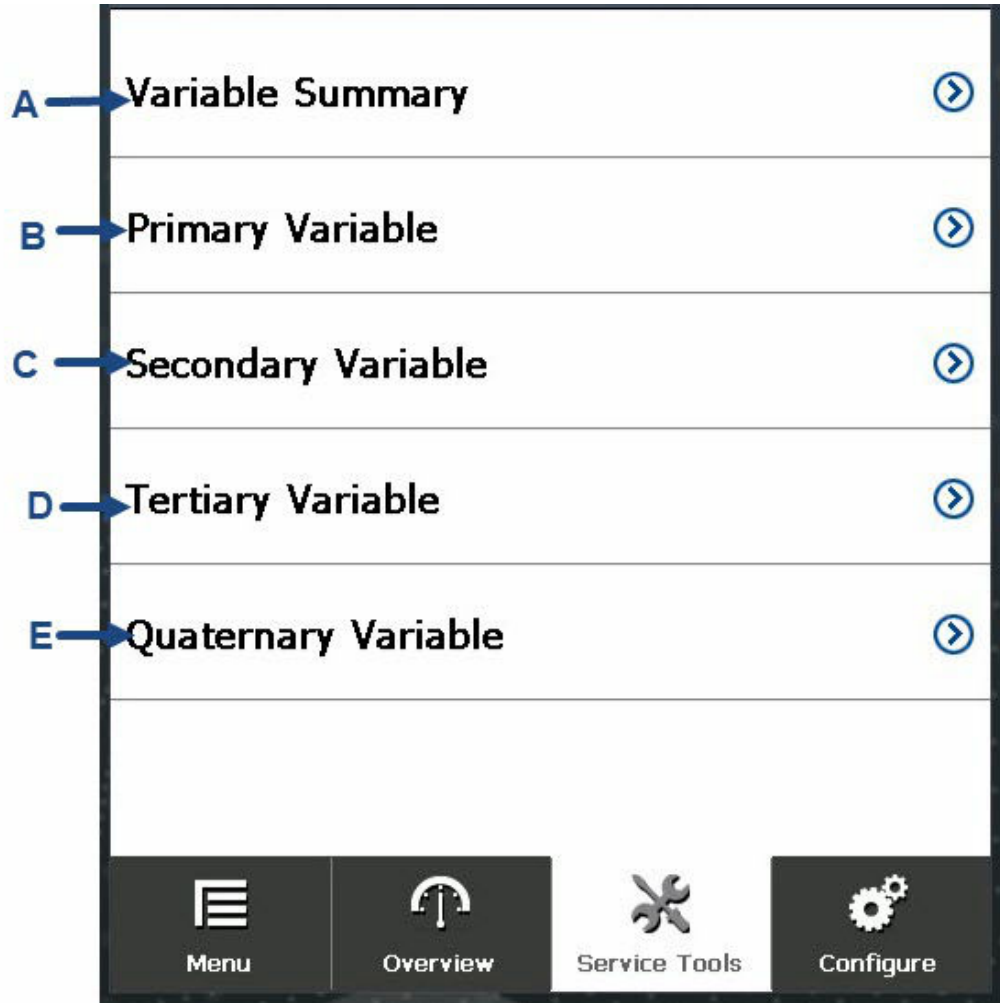 A Variable Summary
B Primary Variable
C Secondary Variable
D Tertiary Variable
E Quaternary Variable
Menu Overview Service Tools Configure